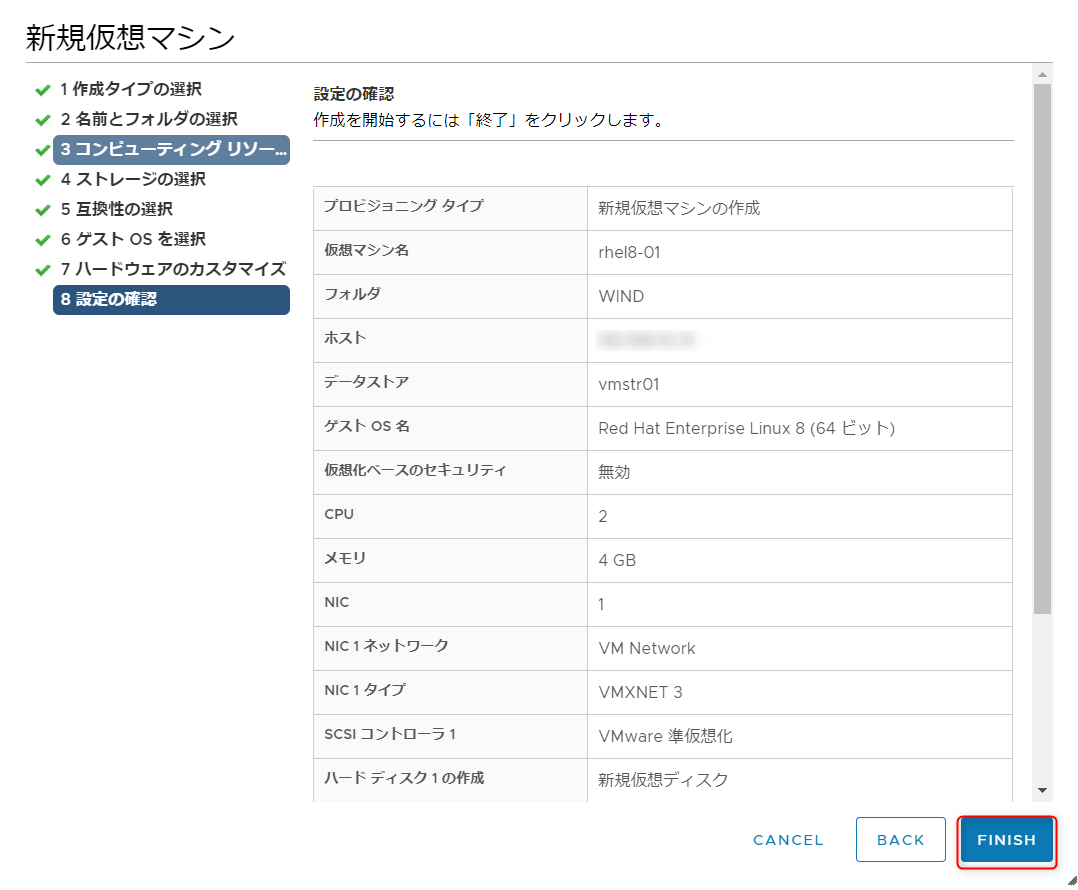 新規仮想マシン
1 作成タイプの選択
2 名前とフォルダの選択
3 コンピューティング リソー...
4 ストレージの選択
5 互換性の選択
6 ゲスト OS を選択
7 ハードウェアのカスタマイズ
8 設定の確認
設定の確認
作成を開始するには「終了」をクリックします。
プロビジョニング タイプ 新規仮想マシンの作成
仮想マシン名 rhel8-01
フォルダ WIND
ホスト
データストア vmstr01
ゲスト OS 名 Red Hat Enterprise Linux 8 (64 ビット)
仮想化ベースのセキュリティ 無効
CPU 2
メモリ 4 GB
NIC 1
NIC 1 ネットワーク VM Network
NIC 1 タイプ VMXNET 3
SCSI コントローラ 1 VMware 準仮想化
ハード ディスク 1 の作成 新規仮想ディスク
CANCEL BACK FINISH